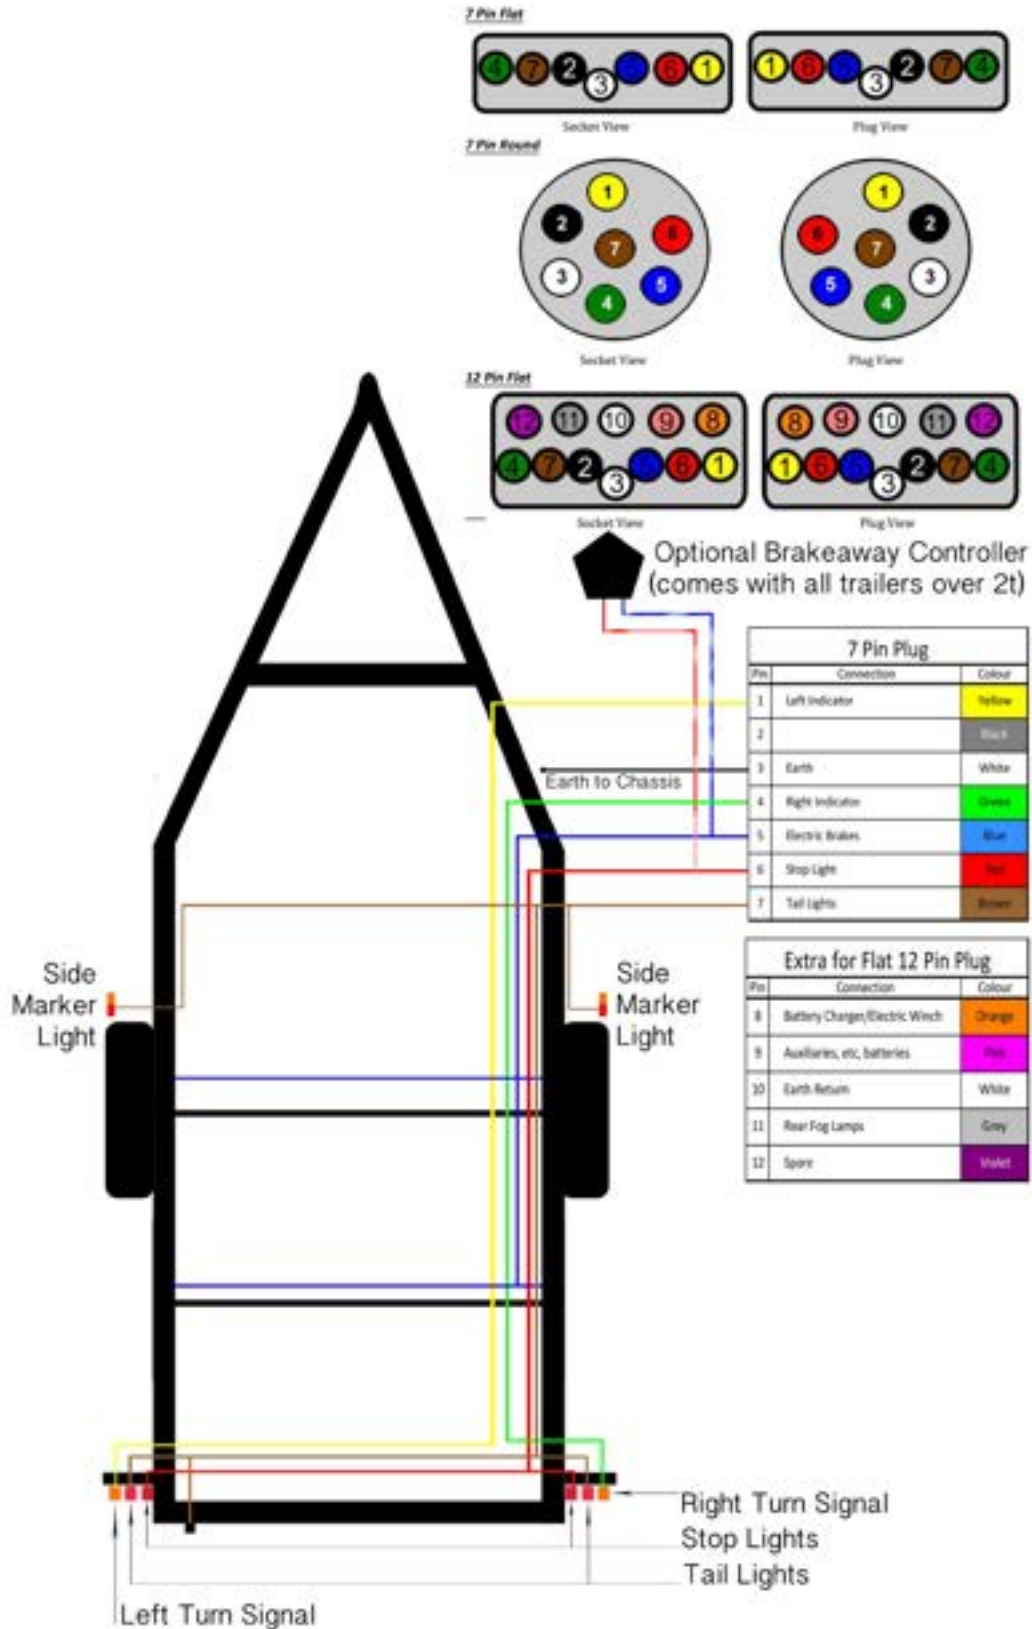 7 Pin Flat
4 7 2 3 5 6 1
1 6 5 3 2 7 4
Socket View
Plug View
7 Pin Round
1
2
6
7
3
5
4
1
6
2
7
3
5
4
Socket View
Plug View
12 Pin Flat
12 11 10 9 8
4 7 2 3 5 6 1
8 9 10 11 12
1 6 5 3 2 7 4
Socket View
Plug View
Optional Brakeaway Controller
(comes with all trailers over 2t)
7 Pin Plug
Pin Connection Colour
1 Left Indicator Yellow
2 Black
3 Earth White
4 Right Indicator Green
5 Electric Brakes Blue
6 Stop Light Red
7 Tail Lights Brown
Earth to Chassis
Extra for Flat 12 Pin Plug
Pin Connection Colour
8 Battery Charger/Electric Winch Orange
9 Auxiliaries, etc, batteries Pink
10 Earth Return White
11 Rear Fog Lamps Grey
12 Spare Violet
Side
Marker
Light
Side
Marker
Light
Right Turn Signal
Stop Lights
Tail Lights
Left Turn Signal